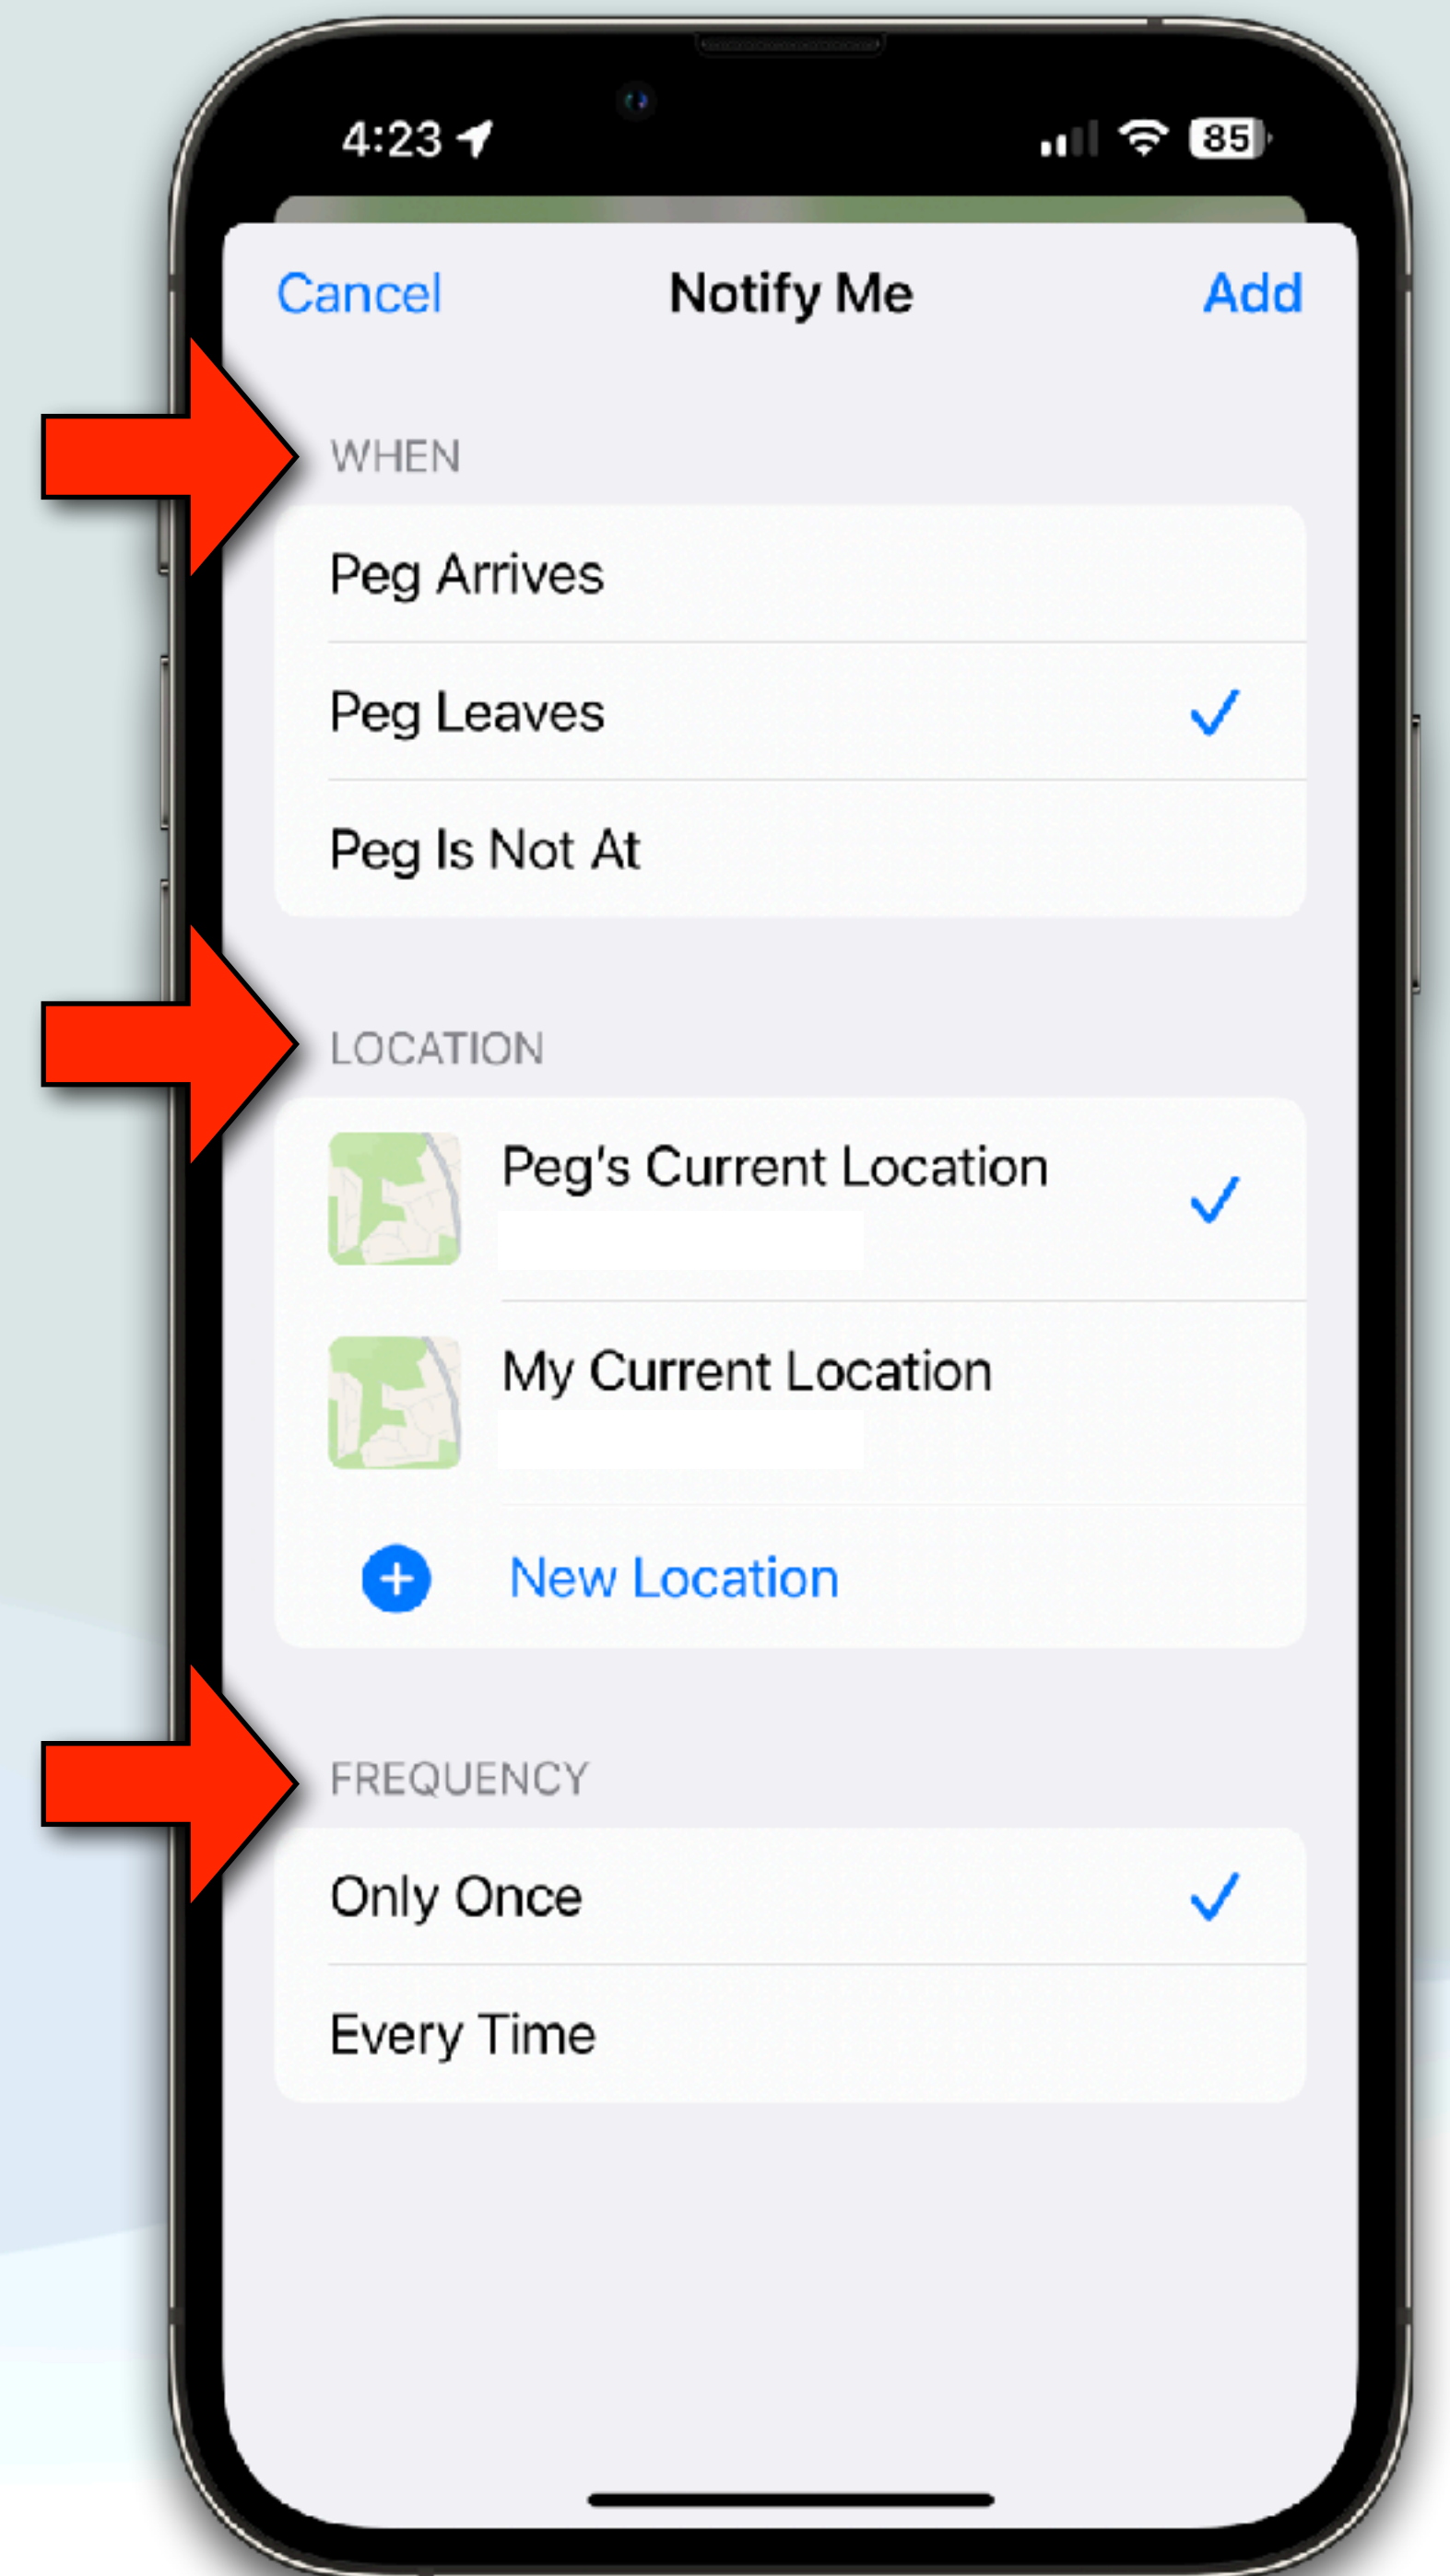 4:23 85
Cancel Notify Me Add
WHEN
Peg Arrives
Peg Leaves
Peg Is Not At
LOCATION
Peg's Current Location
My Current Location
New Location
FREQUENCY
Only Once
Every Time